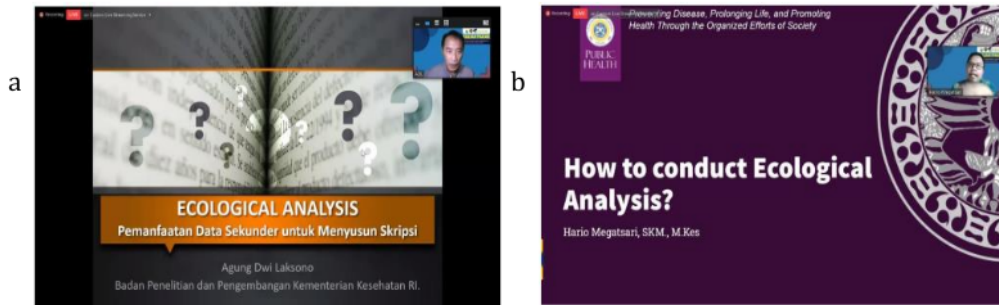 a
LIVE
ECOLOGICAL ANALYSIS
Pemanfaatan Data Sekunder untuk Menyusun Skripsi
Agung Dwi Laksono
Badan Penelitian dan Pengembangan Kementerian Kesehatan RI.
b
LIVE
Preventing Disease, Prolonging Life, and Promoting
Health Through the Organized Efforts of Society
PUBLIC
HEALTH
How to conduct Ecological
Analysis?
Hario Megatsari, SKM., M.Kes